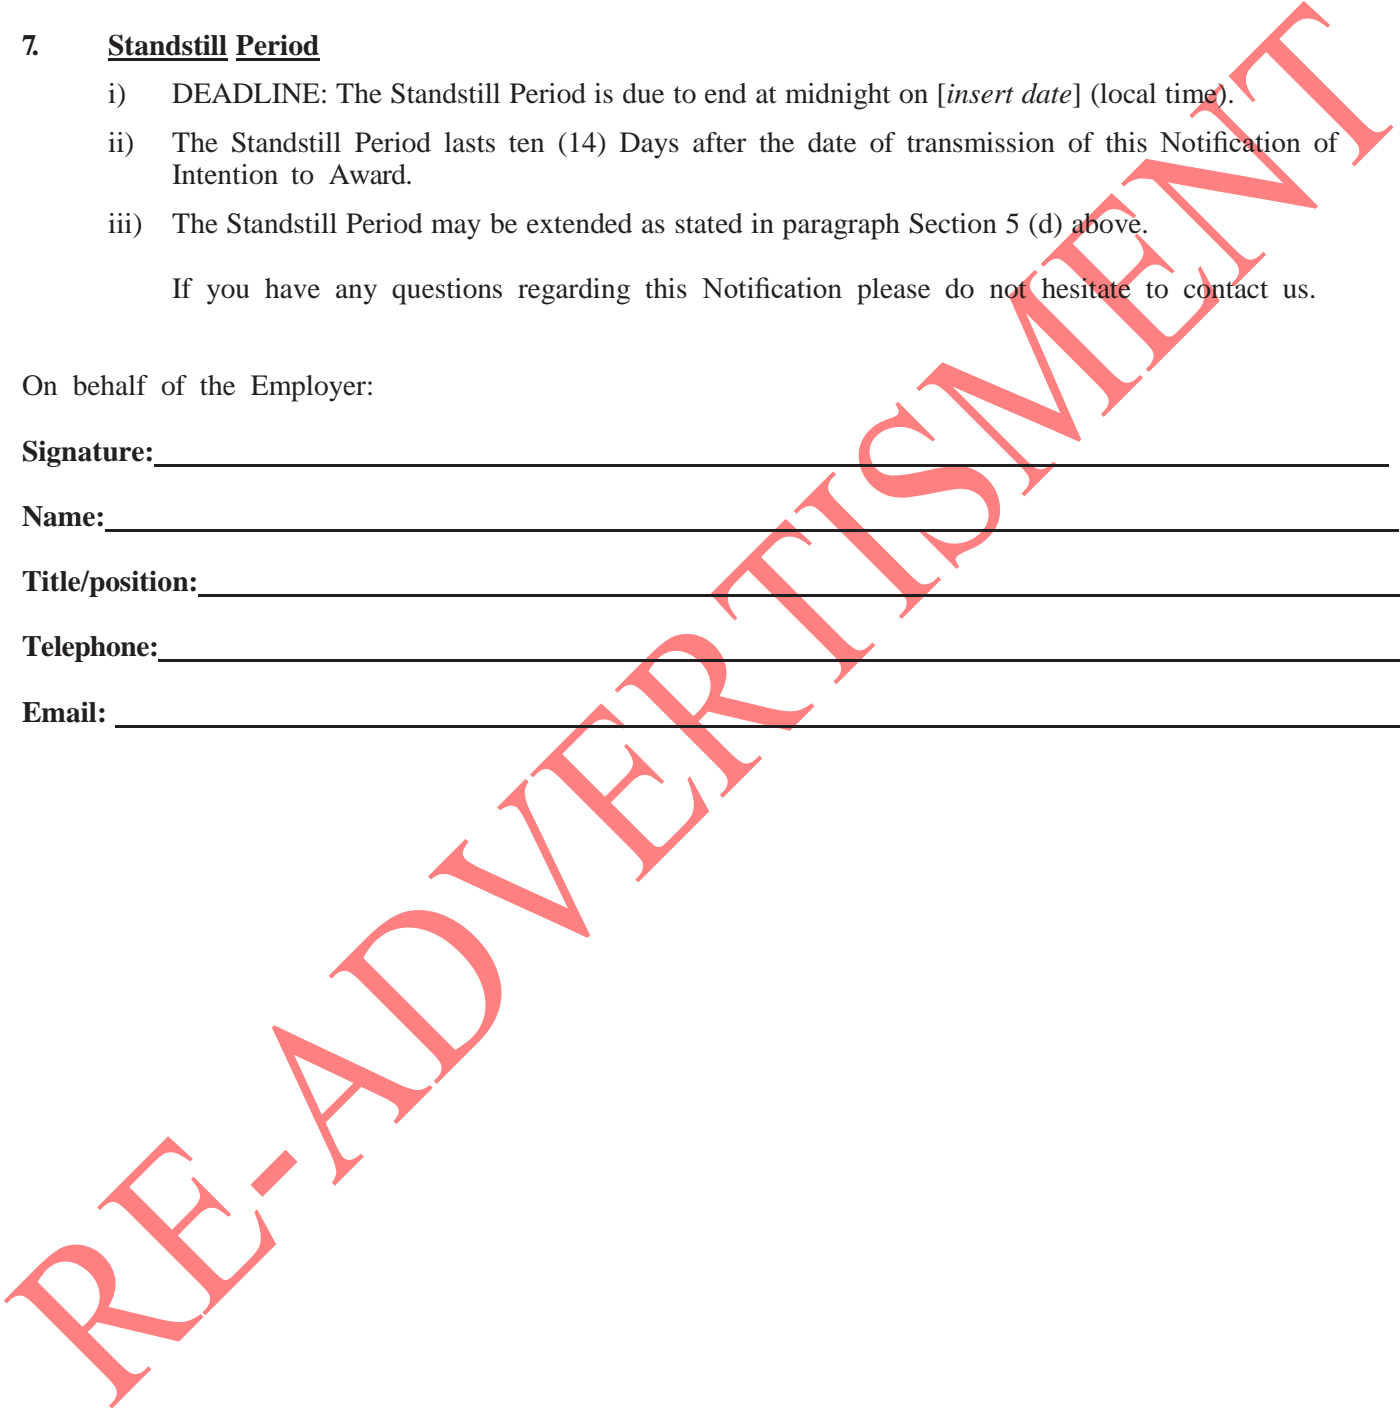 7. Standstill Period
i) DEADLINE: The Standstill Period is due to end at midnight on [insert date] (local time).
ii) The Standstill Period lasts ten (14) Days after the date of transmission of this Notification of
Intention to Award.
iii) The Standstill Period may be extended as stated in paragraph Section 5 (d) above.
If you have any questions regarding this Notification please do not hesitate to contact us.
On behalf of the Employer:
Signature:
Name:
Title/position:
Telephone:
Email:
RE-ADVERTISMENT